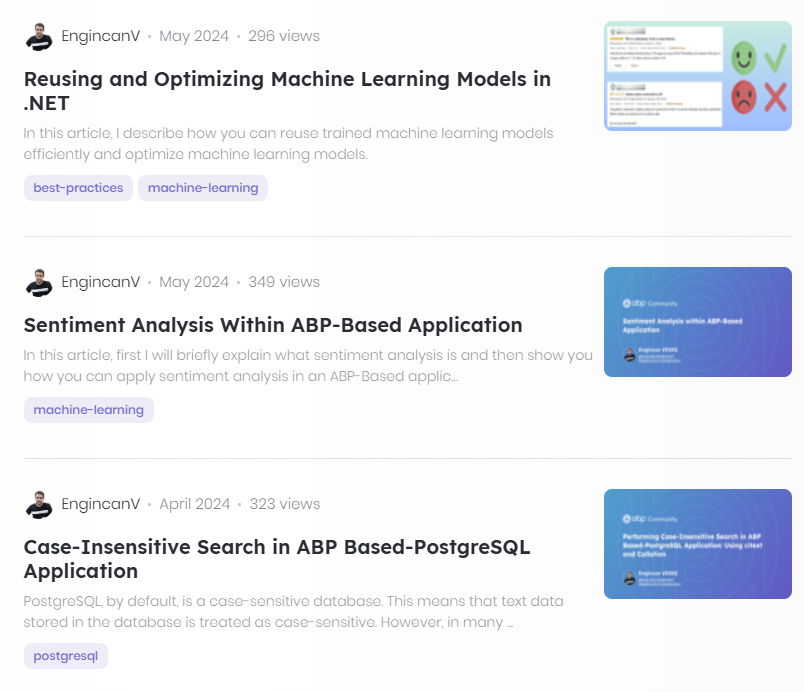 EngincanV • May 2024 • 296 views
Reusing and Optimizing Machine Learning Models in
.NET
In this article, I describe how you can reuse trained machine learning models
efficiently and optimize machine learning models.
best-practices machine-learning
EngincanV • May 2024 • 349 views
abp Community
Sentiment Analysis within ABP-Based
Application
Engincan VESKE
Sentiment Analysis Within ABP-Based Application
In this article, first I will briefly explain what sentiment analysis is and then show you
how you can apply sentiment analysis in an ABP-Based applic...
machine-learning
EngincanV • April 2024 • 323 views
abp Community
Performing Case-Insensitive Search in ABP
Based-PostgreSQL Application: Using citext
and Collation
Engincan VESKE
Case-Insensitive Search in ABP Based-PostgreSQL
Application
PostgreSQL, by default, is a case-sensitive database. This means that text data
stored in the database is treated as case-sensitive. However, in many ...
postgresql